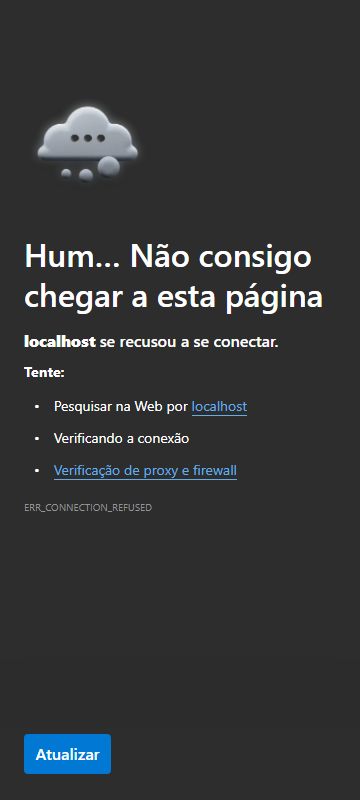 Hum... Não consigo
chegar a esta página
localhost se recusou a se conectar.
Tente:
• Pesquisar na Web por localhost
• Verificando a conexão
• Verificação de proxy e firewall
ERR_CONNECTION_REFUSED
Atualizar